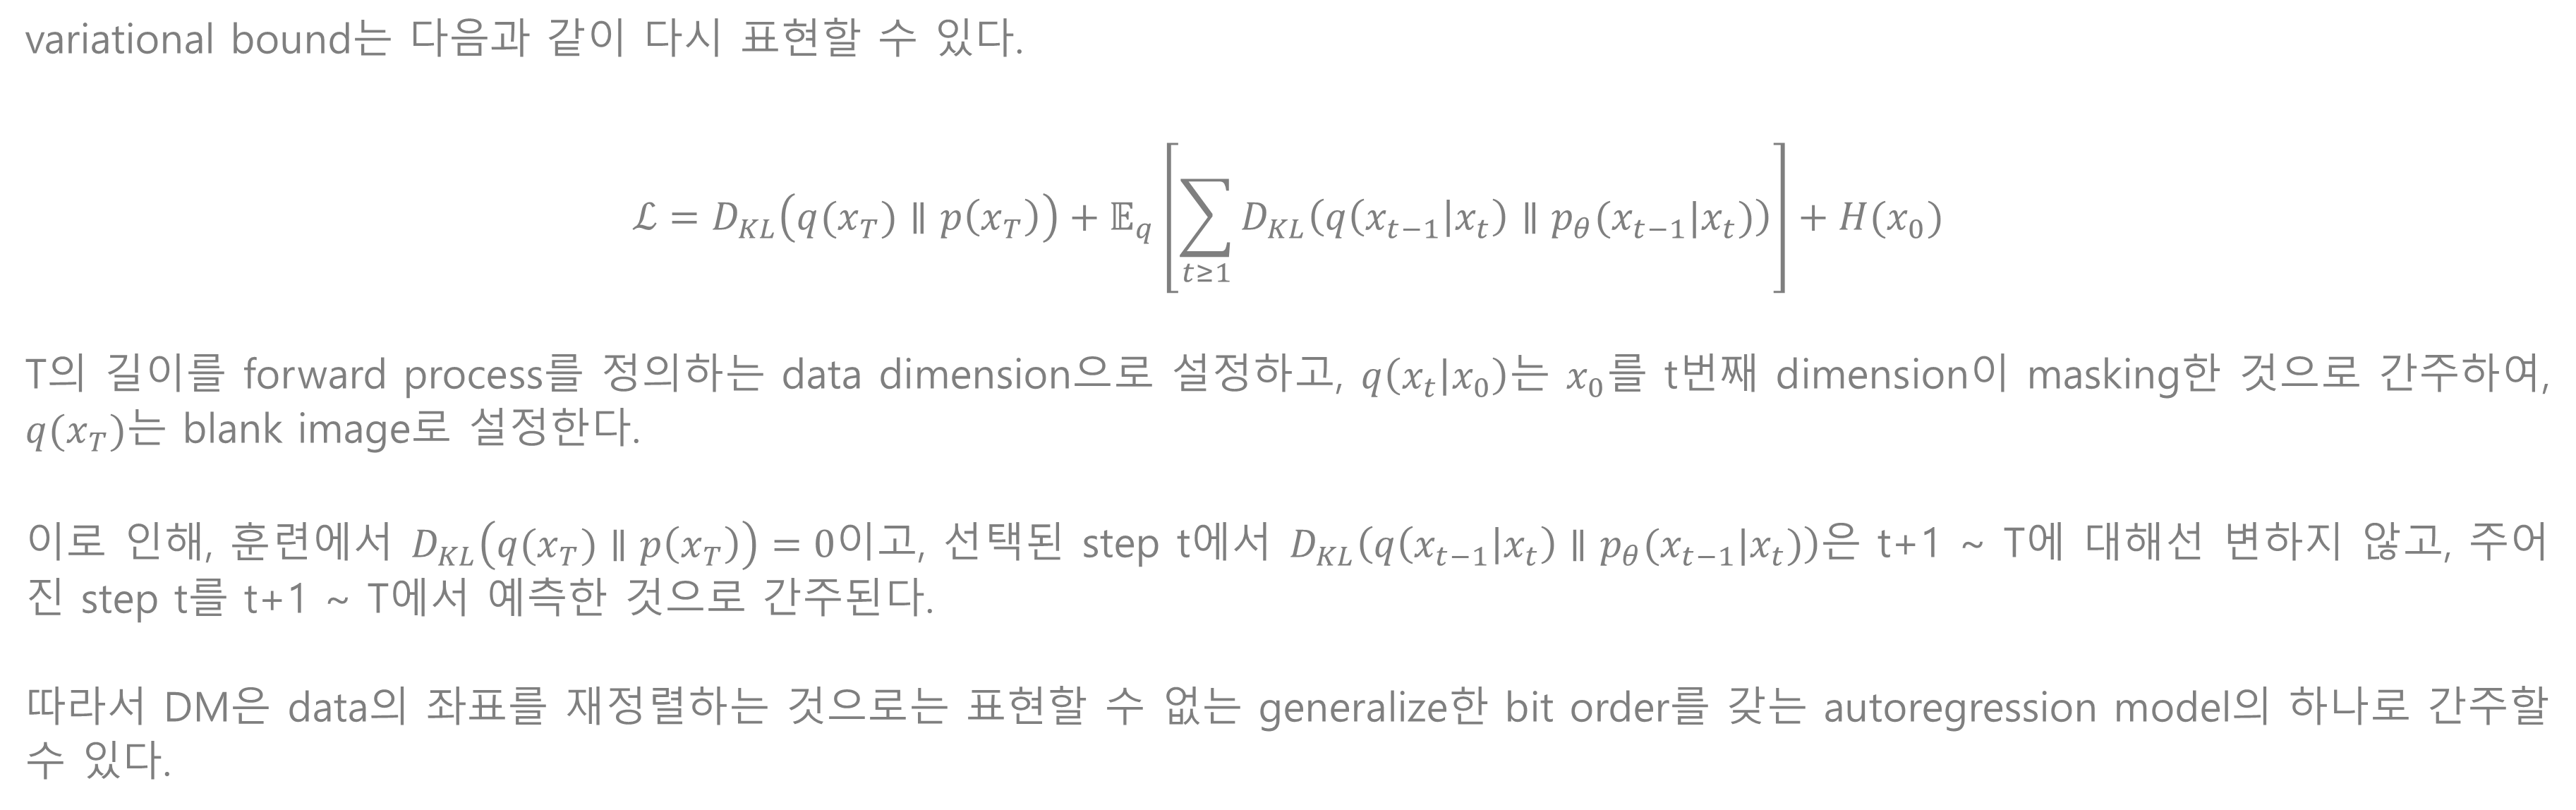 variational bound는 다음과 같이 다시 표현할 수 있다.
ℒ = D_{KL}(q(x_T) ∥ p(x_T)) + 𝔼_q [∑_{t≥1} D_{KL}(q(x_{t−1}|x_t) ∥ p_θ(x_{t−1}|x_t))] + H(x_0)
T의 길이를 forward process를 정의하는 data dimension으로 설정하고, q(x_t|x_0)는 x_0를 t번째 dimension이 masking한 것으로 간주하여,
q(x_T)는 blank image로 설정한다.
이로 인해, 훈련에서 D_{KL}(q(x_T) ∥ p(x_T)) = 0이고, 선택된 step t에서 D_{KL}(q(x_{t−1}|x_t) ∥ p_θ(x_{t−1}|x_t))은 t+1 ~ T에 대해선 변하지 않고, 주어
진 step t를 t+1 ~ T에서 예측한 것으로 간주된다.
따라서 DM은 data의 좌표를 재정렬하는 것으로는 표현할 수 없는 generalize한 bit order를 갖는 autoregression model의 하나로 간주할
수 있다.